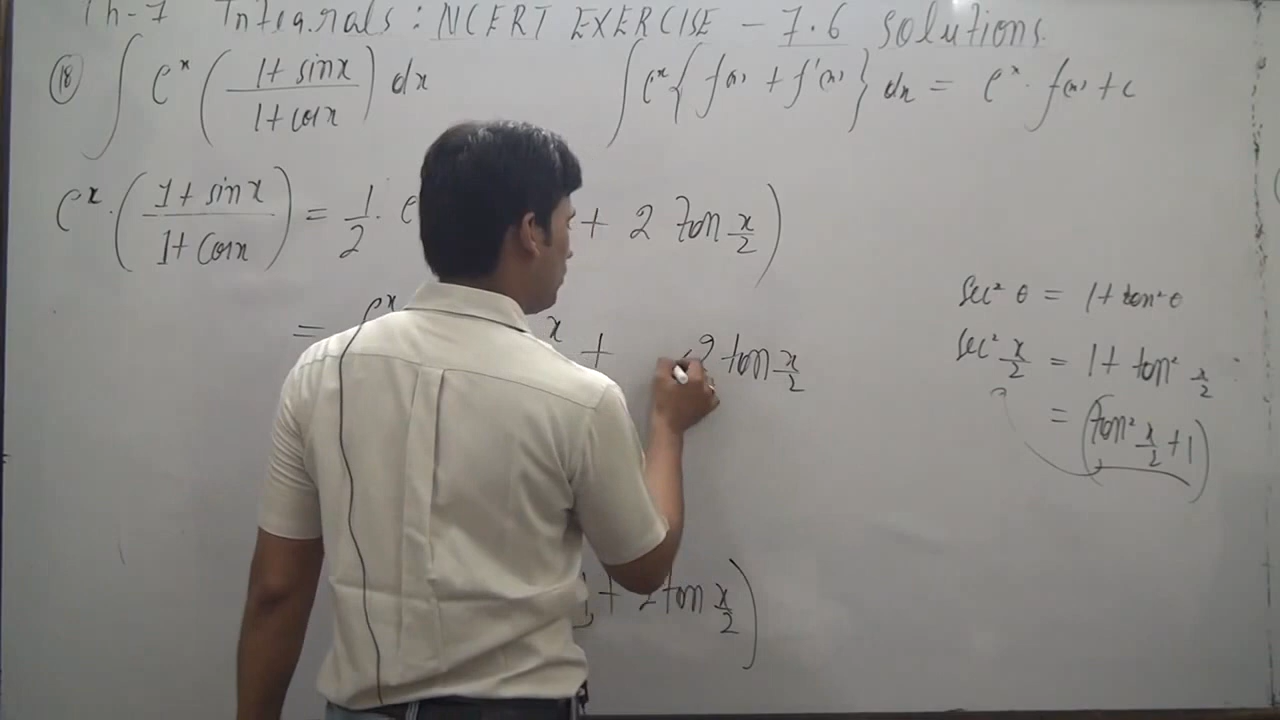 Ch-7 Integrals : NCERT EXERCISE - 7.6 Solutions.
(18) ∫ e^x ( (1 + sin x) / (1 + cos x) ) dx
∫ e^x { f(x) + f'(x) } dx = e^x · f(x) + c
e^x · ( (1 + sin x) / (1 + cos x) ) = 1/2 · e + 2 tan x/2 )
= e^x x + 2 tan x/2
1 + 2 tan x/2 )
sec² θ = 1 + tan² θ
sec² x/2 = 1 + tan² x/2
= (tan² x/2 + 1)